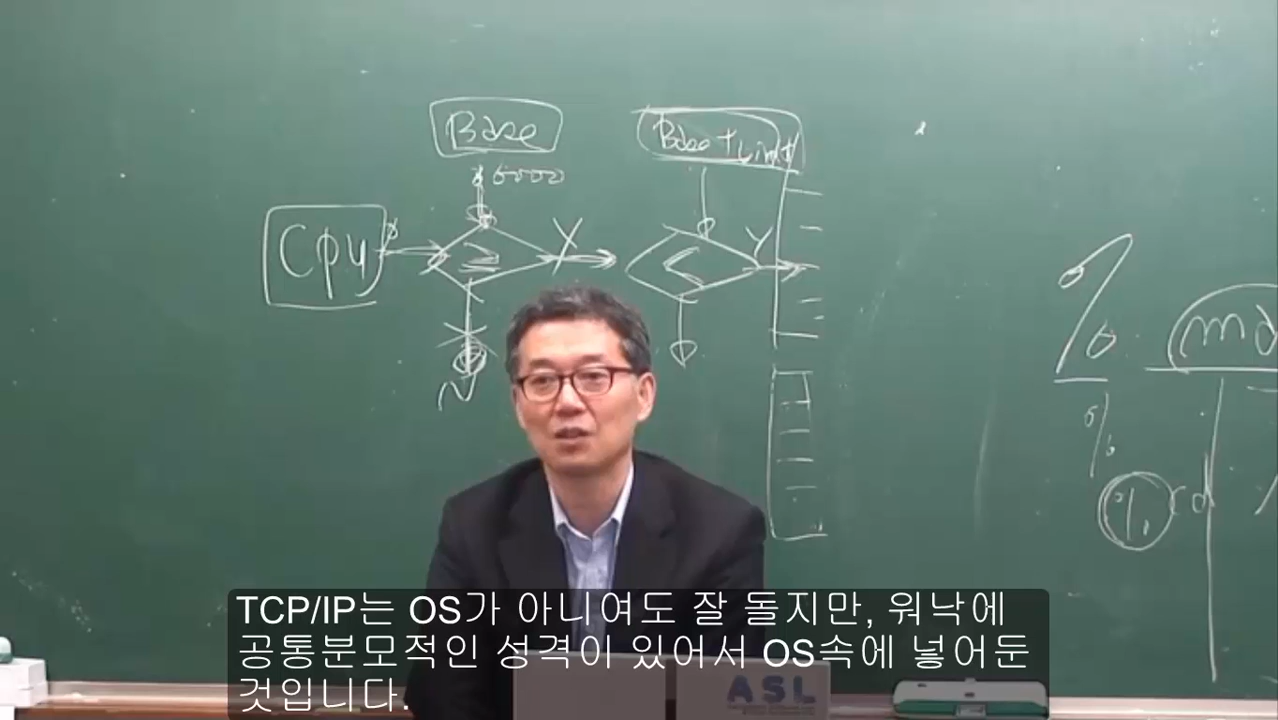 Base
Base + Limit
Cpu
≥
Y
<
Y
N
%
md
%
% cd
TCP/IP는 OS가 아니여도 잘 돌지만, 워낙에
공통분모적인 성격이 있어서 OS속에 넣어둔
것입니다.
ASL